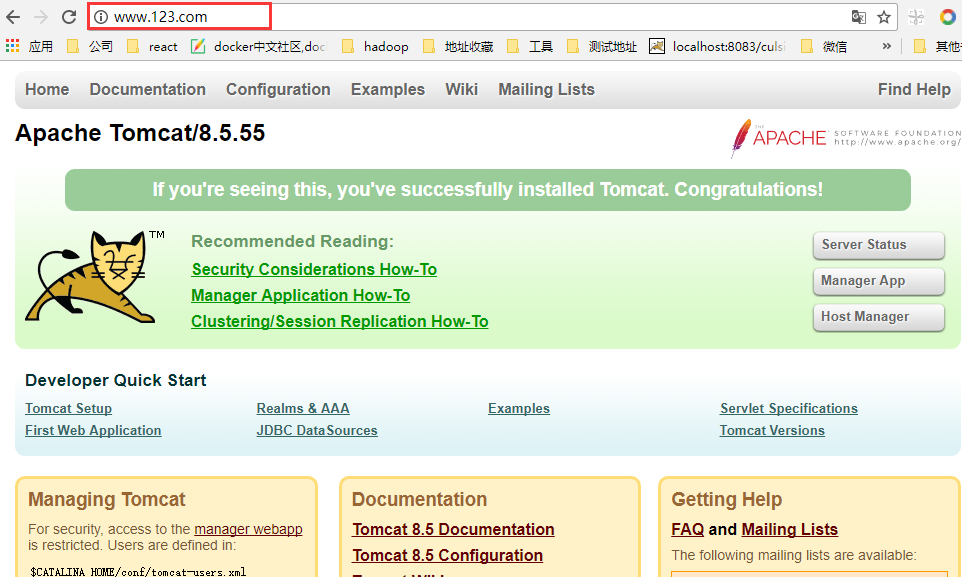 www.123.com
应用 公司 react docker中文社区,doc hadoop 地址收藏 工具 测试地址 localhost:8083/culsi 微信 » 其他
Home Documentation Configuration Examples Wiki Mailing Lists Find Help
Apache Tomcat/8.5.55
THE APACHE SOFTWARE FOUNDATION
http://www.apache.org/
If you're seeing this, you've successfully installed Tomcat. Congratulations!
TM
Recommended Reading:
Security Considerations How-To
Manager Application How-To
Clustering/Session Replication How-To
Server Status
Manager App
Host Manager
Developer Quick Start
Tomcat Setup
First Web Application
Realms & AAA
JDBC DataSources
Examples
Servlet Specifications
Tomcat Versions
Managing Tomcat
For security, access to the manager webapp
is restricted. Users are defined in:
$CATALINA_HOME/conf/tomcat-users.xml
Documentation
Tomcat 8.5 Documentation
Tomcat 8.5 Configuration
Tomcat Wiki
Getting Help
FAQ and Mailing Lists
The following mailing lists are available: